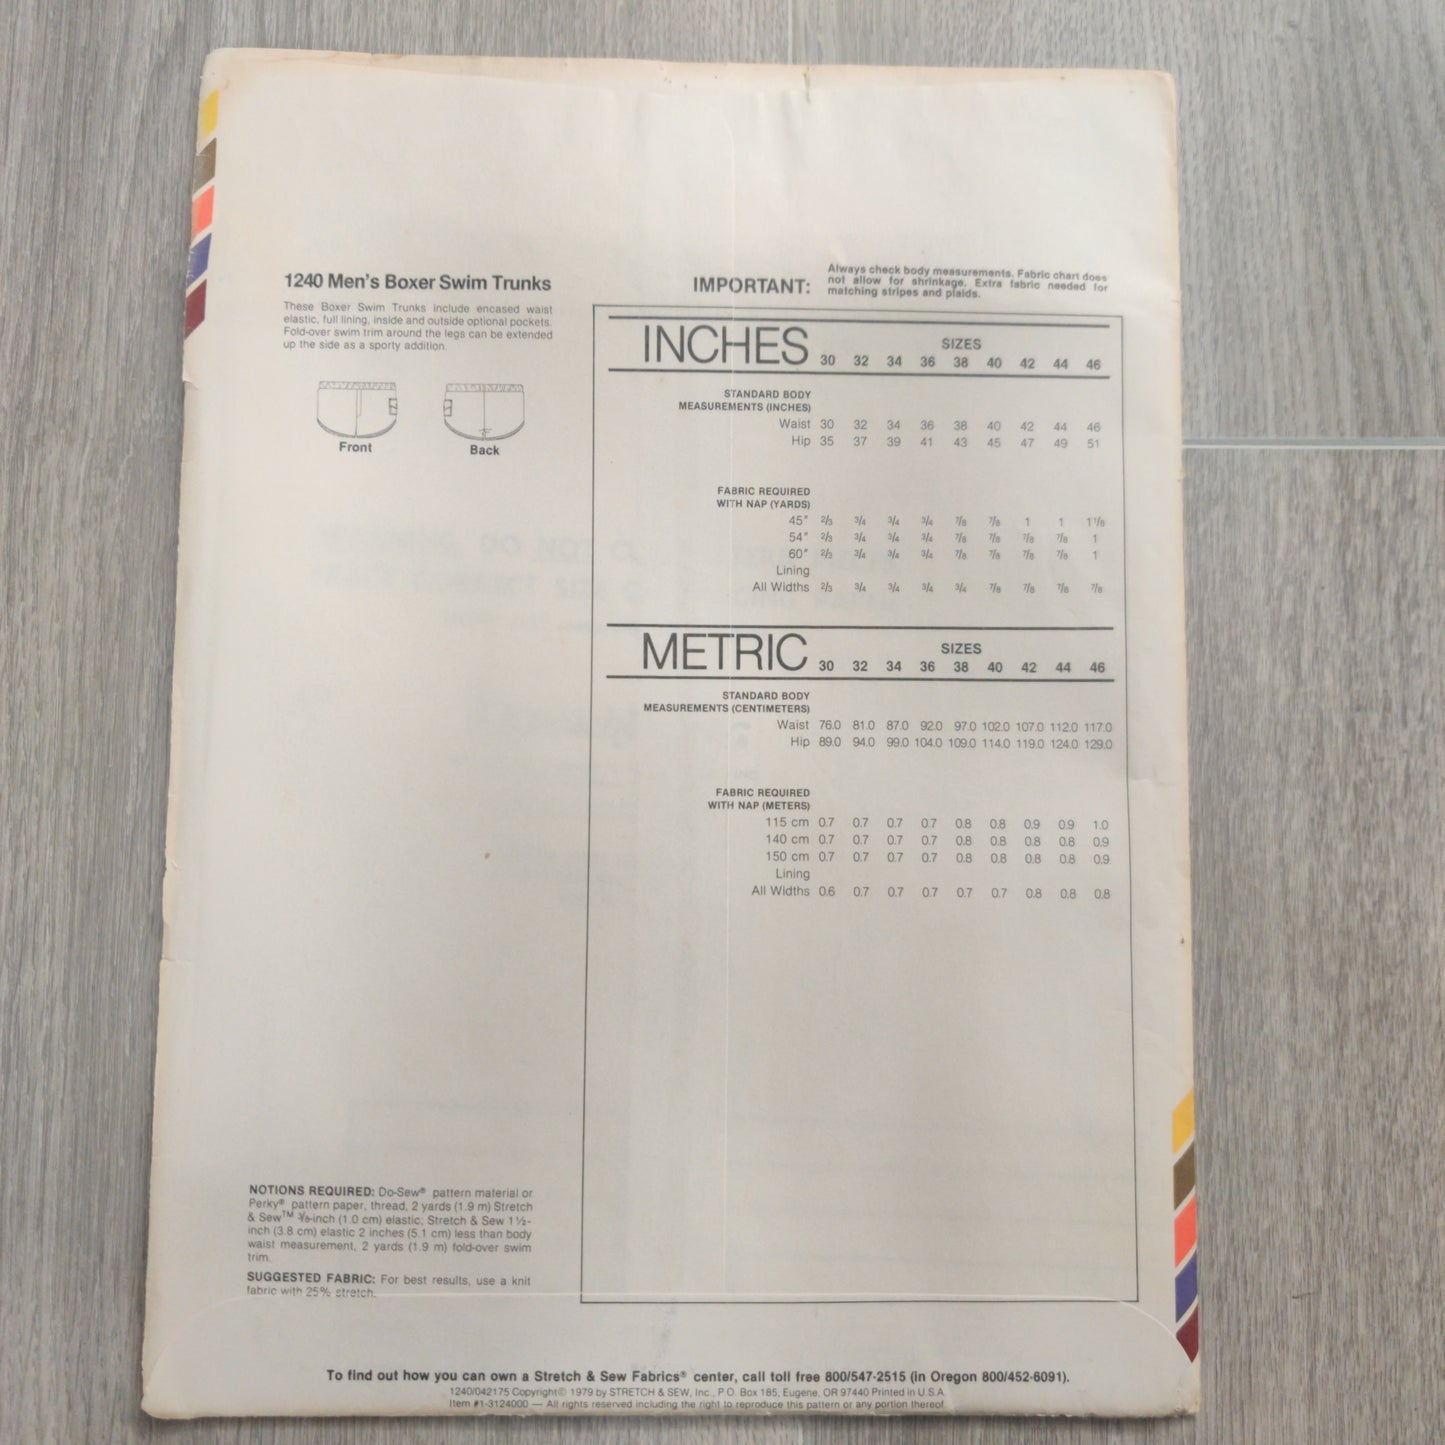 1240 Men's Boxer Swim Trunks
These Boxer Swim Trunks include encased waist
elastic, full lining, inside and outside optional pockets.
Fold-over swim trim around the legs can be extended
up the side as a sporty addition.
Front
Back
IMPORTANT:
Always check body measurements. Fabric chart does
not allow for shrinkage. Extra fabric needed for
matching stripes and plaids.
INCHES
SIZES
30 32 34 36 38 40 42 44 46
STANDARD BODY
MEASUREMENTS (INCHES)
Waist 30 32 34 36 38 40 42 44 46
Hip 35 37 39 41 43 45 47 49 51
FABRIC REQUIRED
WITH NAP (YARDS)
45" 2/3 3/4 3/4 3/4 7/8 7/8 1 1 1 1/8
54" 2/3 3/4 3/4 3/4 7/8 7/8 7/8 7/8 1
60" 2/3 3/4 3/4 3/4 7/8 7/8 7/8 7/8 1
Lining
All Widths 2/3 3/4 3/4 3/4 3/4 7/8 7/8 7/8 7/8
METRIC
SIZES
30 32 34 36 38 40 42 44 46
STANDARD BODY
MEASUREMENTS (CENTIMETERS)
Waist 76.0 81.0 87.0 92.0 97.0 102.0 107.0 112.0 117.0
Hip 89.0 94.0 99.0 104.0 109.0 114.0 119.0 124.0 129.0
FABRIC REQUIRED
WITH NAP (METERS)
115 cm 0.7 0.7 0.7 0.7 0.8 0.8 0.9 0.9 1.0
140 cm 0.7 0.7 0.7 0.7 0.8 0.8 0.8 0.8 0.9
150 cm 0.7 0.7 0.7 0.7 0.8 0.8 0.8 0.8 0.9
Lining
All Widths 0.6 0.7 0.7 0.7 0.7 0.7 0.8 0.8 0.8
NOTIONS REQUIRED: Do-Sew® pattern material or
Perky® pattern paper, thread, 2 yards (1.9 m) Stretch
& Sew™ 3/8-inch (1.0 cm) elastic; Stretch & Sew 1½-
inch (3.8 cm) elastic 2 inches (5.1 cm) less than body
waist measurement, 2 yards (1.9 m) fold-over swim
trim.
SUGGESTED FABRIC: For best results, use a knit
fabric with 25% stretch.
To find out how you can own a Stretch & Sew Fabrics® center, call toll free 800/547-2515 (in Oregon 800/452-6091).
1240/042175 Copyright© 1979 by STRETCH & SEW, Inc., P.O. Box 185, Eugene, OR 97440 Printed in U.S.A.
Item #1-3124000 — All rights reserved including the right to reproduce this pattern or any portion thereof.